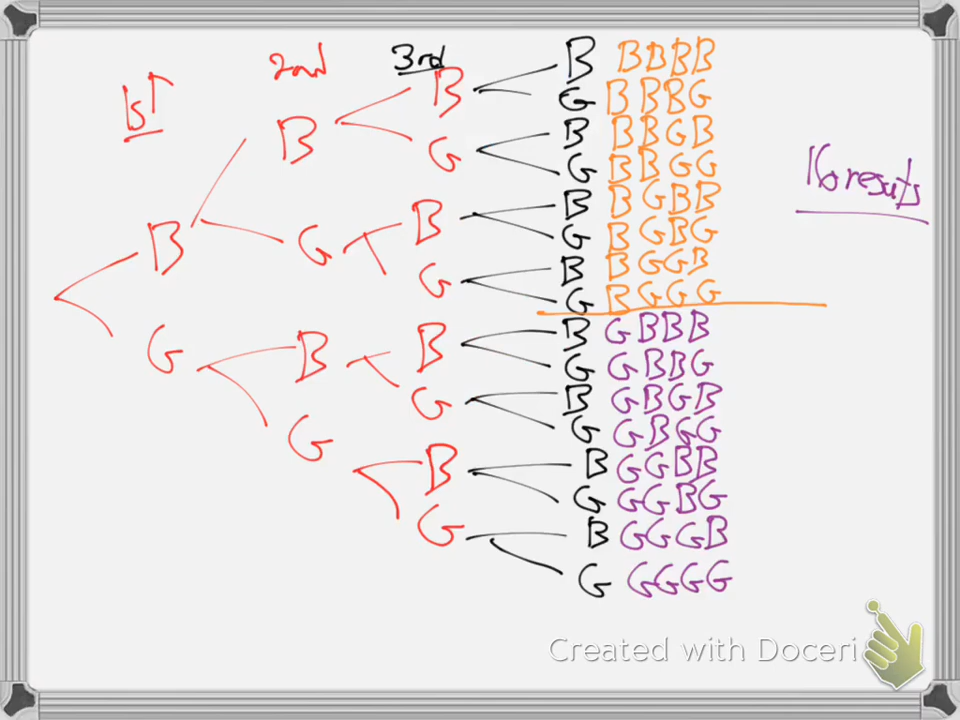 1st 2nd 3rd
B B B B BBBB
G BBBG
G B BBGB
G BBGG
B G B B BGBB
G BGBG
G B BGGB
G BGGG
G B B B GBBB
G GBBG
G B GBGB
G GBGG
G B B GGBB
G GGBG
G B GGGB
G GGGG
16 resuts
Created with Doceri